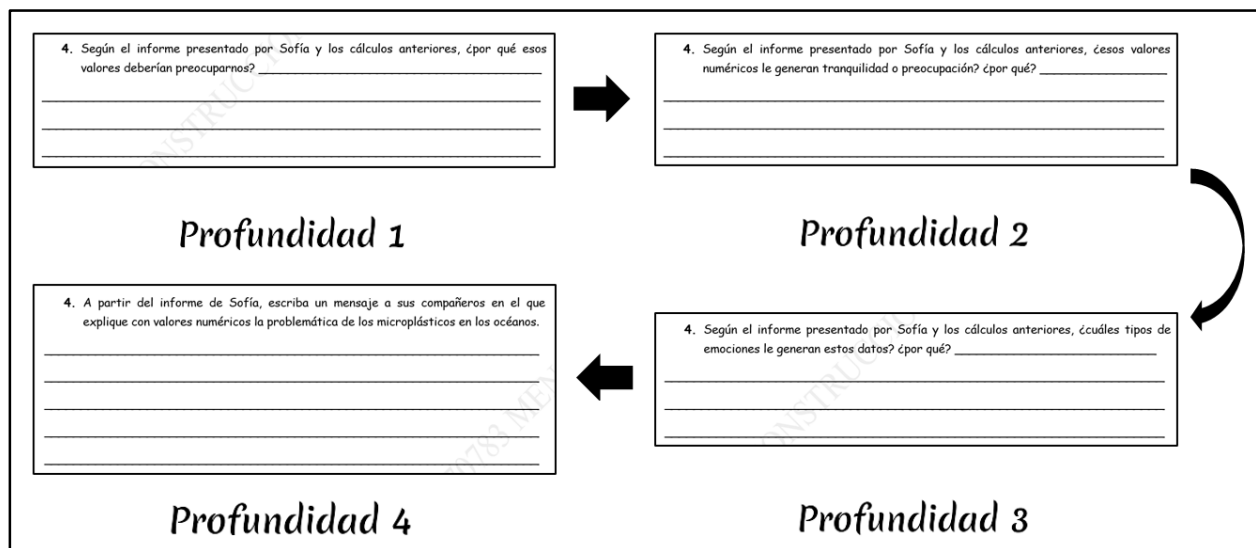 4. Según el informe presentado por Sofía y los cálculos anteriores, ¿por qué esos
valores deberían preocuparnos? ___
Profundidad 1
4. Según el informe presentado por Sofía y los cálculos anteriores, ¿esos valores
numéricos le generan tranquilidad o preocupación? ¿por qué? ___
Profundidad 2
4. Según el informe presentado por Sofía y los cálculos anteriores, ¿cuáles tipos de
emociones le generan estos datos? ¿por qué? ___
Profundidad 3
4. A partir del informe de Sofía, escriba un mensaje a sus compañeros en el que
explique con valores numéricos la problemática de los microplásticos en los océanos.
Profundidad 4